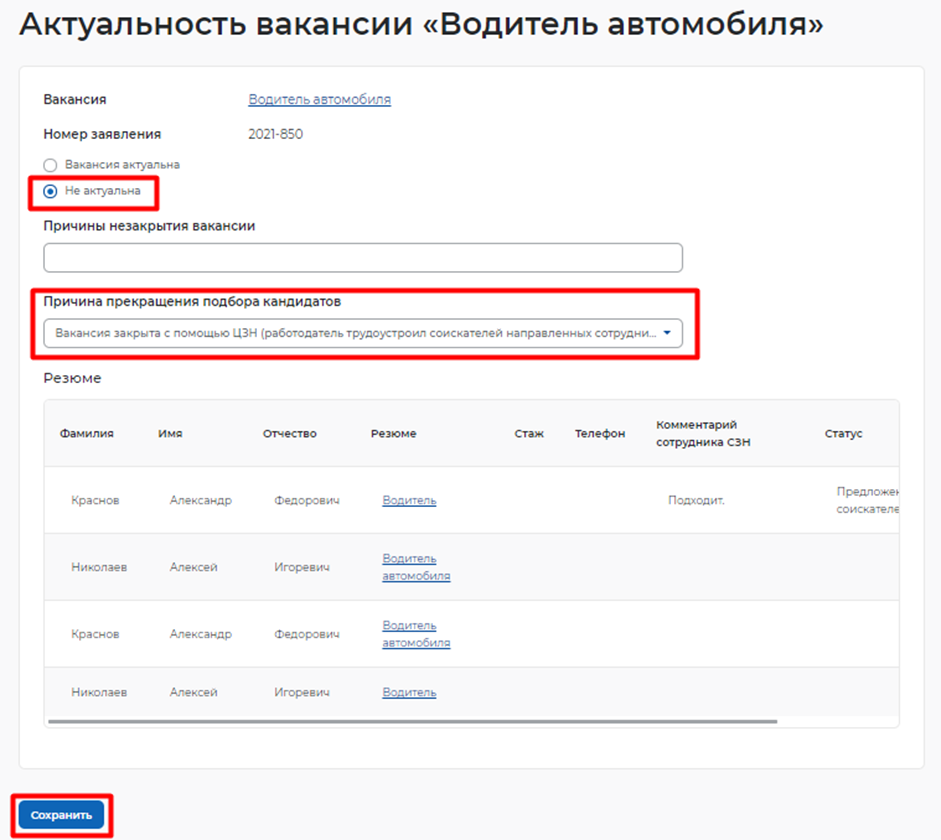 Актуальность вакансии «Водитель автомобиля»
Вакансия Водитель автомобиля
Номер заявления 2021-850
Вакансия актуальна
Не актуальна
Причины незакрытия вакансии
Причина прекращения подбора кандидатов
Вакансия закрыта с помощью ЦЗН (работодатель трудоустроил соискателей направленных сотрудни...
Резюме
Фамилия Имя Отчество Резюме Стаж Телефон Комментарий сотрудника СЗН Статус
Краснов Александр Федорович Водитель Подходит. Предложен соискателе
Николаев Алексей Игоревич Водитель автомобиля
Краснов Александр Федорович Водитель автомобиля
Николаев Алексей Игоревич Водитель
Сохранить